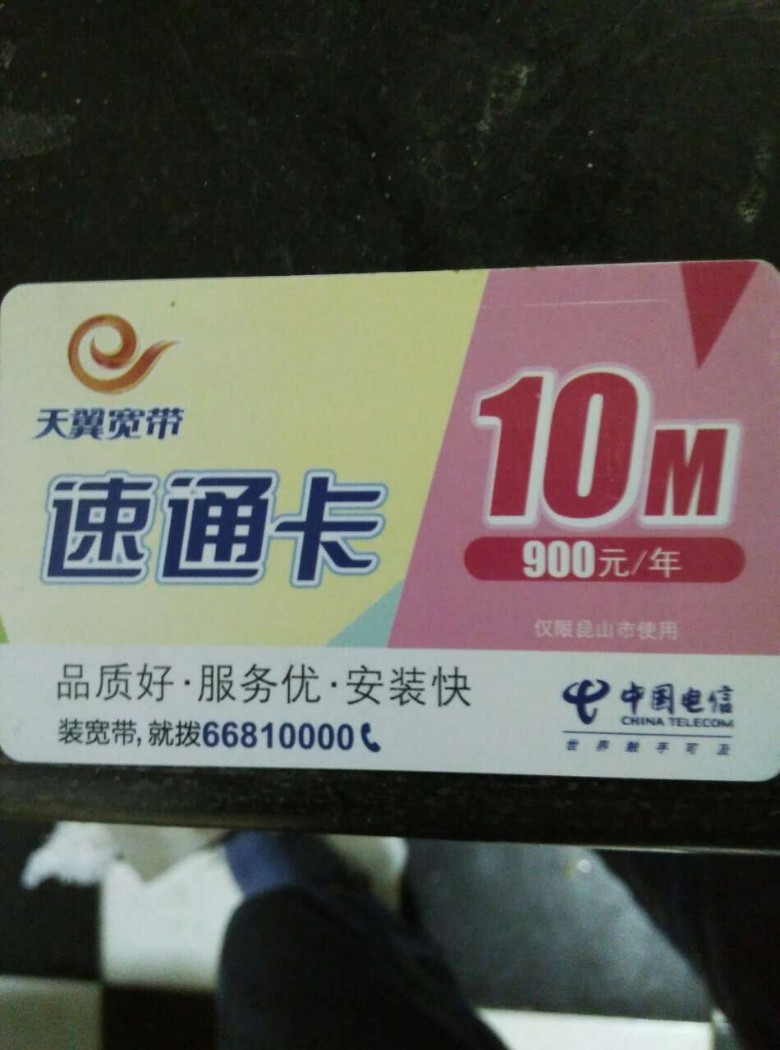 天翼宽带
速通卡
10M
900元/年
仅限昆山市使用
品质好·服务优·安装快
装宽带,就拨66810000
中国电信
CHINA TELECOM
世界触手可及